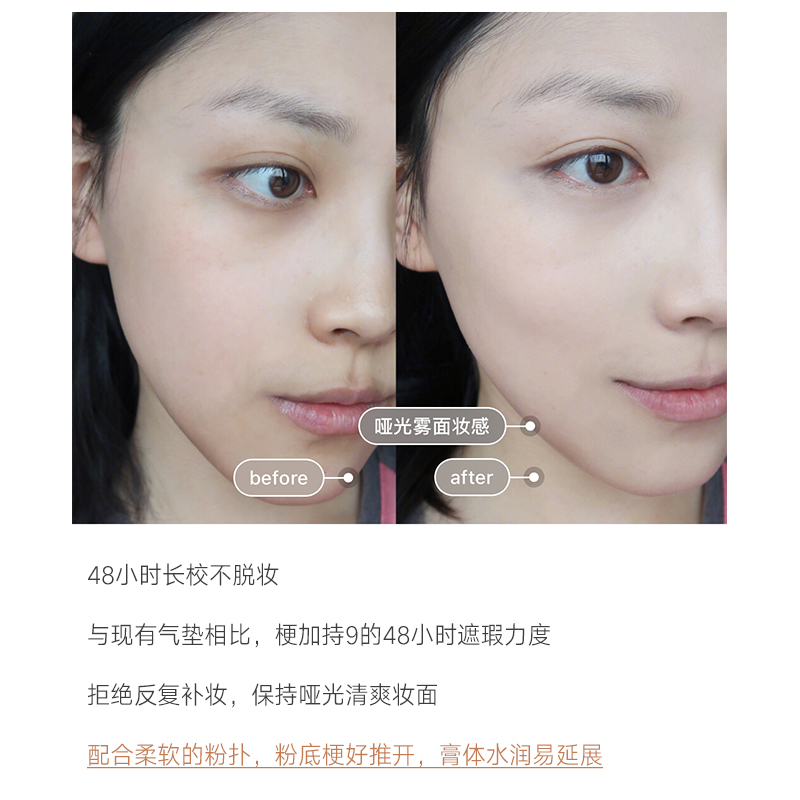 哑光雾面妆感
before
after
48小时长校不脱妆
与现有气垫相比，梗加持9的48小时遮瑕力度
拒绝反复补妆，保持哑光清爽妆面
配合柔软的粉扑，粉底梗好推开，膏体水润易延展